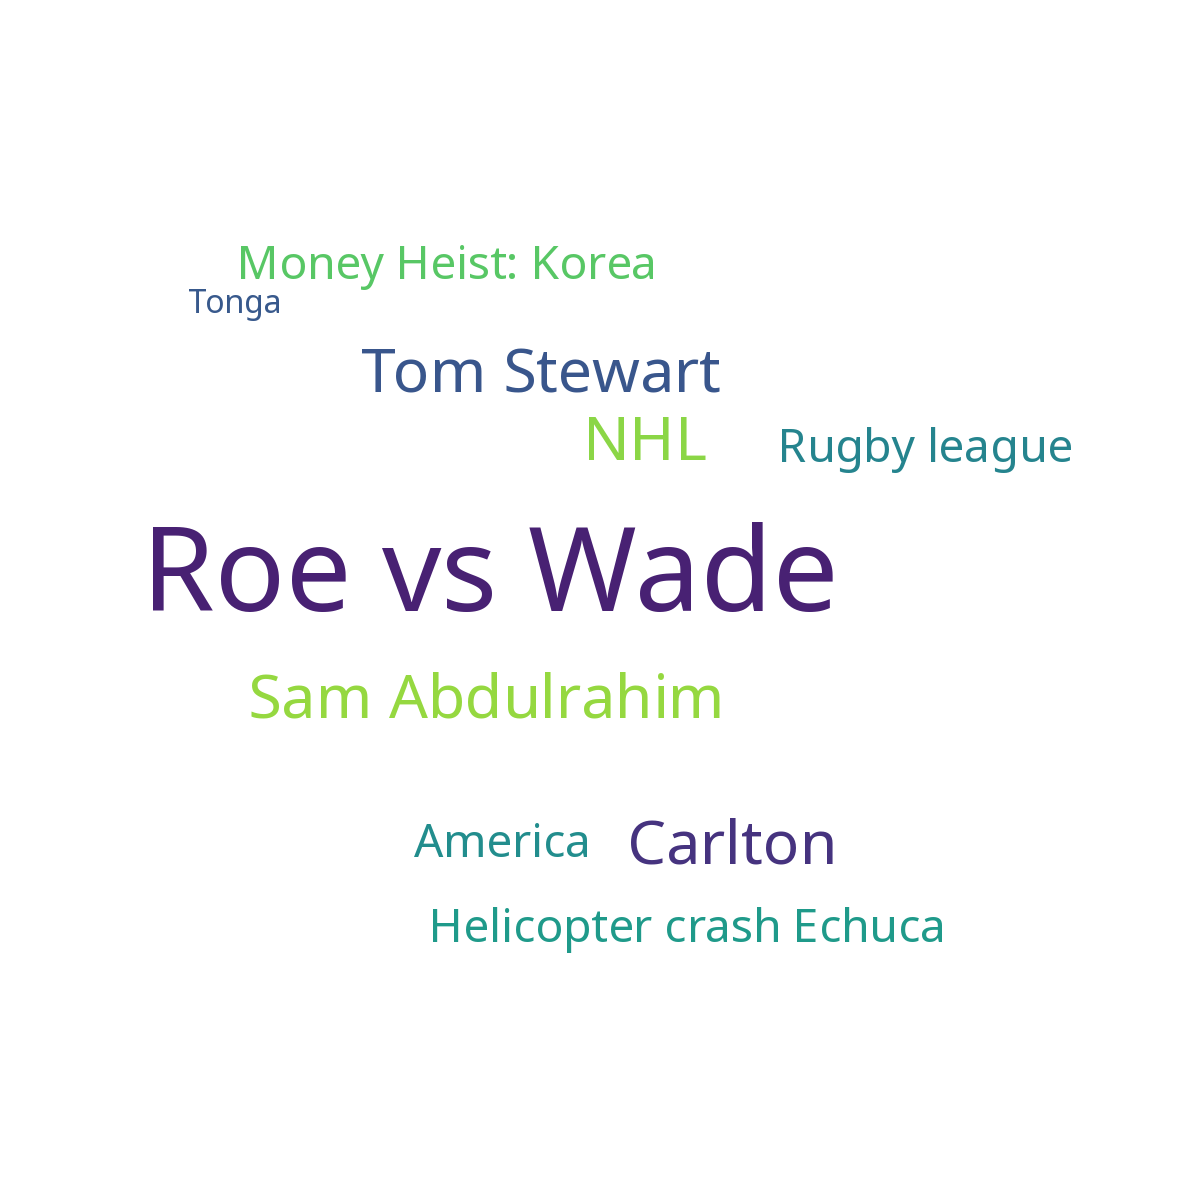 Money Heist: Korea
Tonga
Tom Stewart
NHL
Rugby league
Roe vs Wade
Sam Abdulrahim
America
Carlton
Helicopter crash Echuca